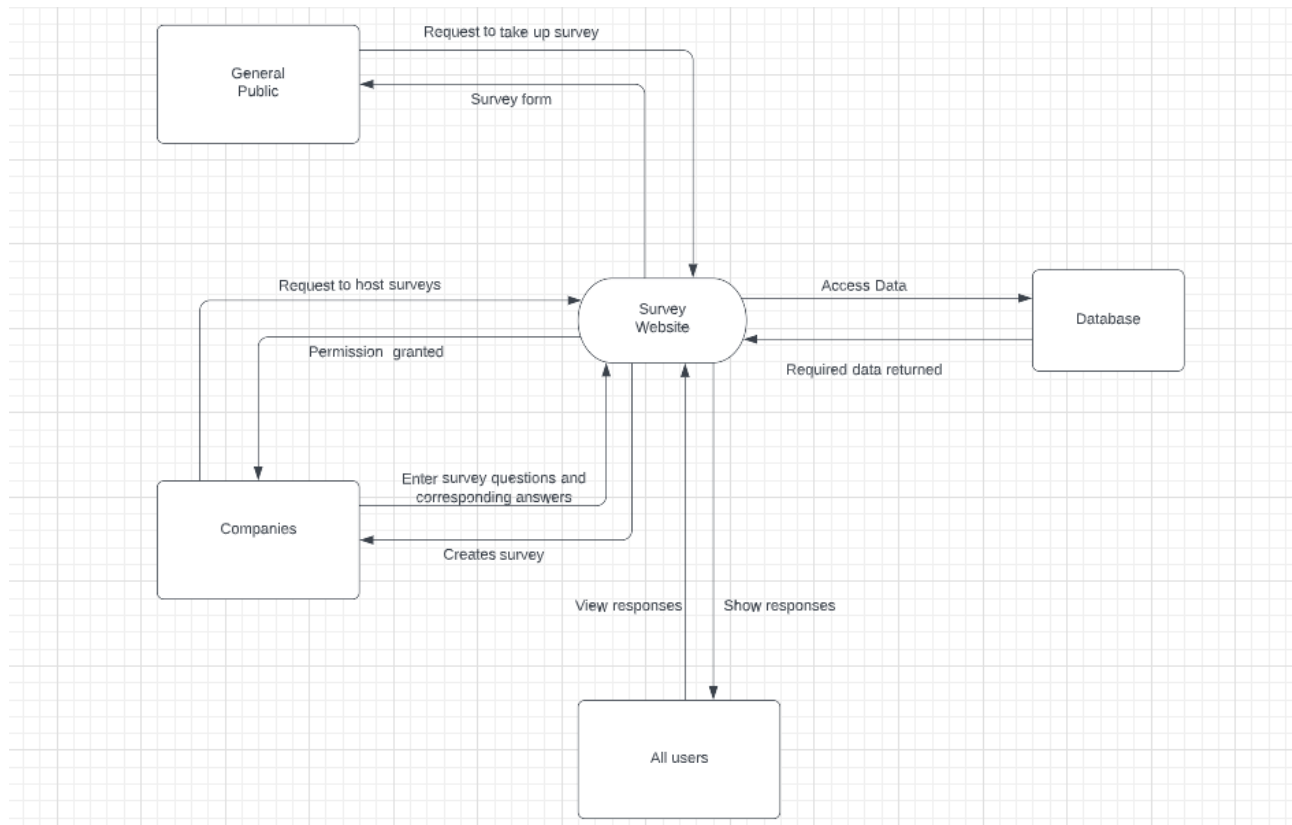 Request to take up survey
General
Public
Survey form
Request to host surveys
Access Data
Survey
Website
Database
Permission granted
Required data returned
Enter survey questions and
corresponding answers
Companies
Creates survey
View responses
Show responses
All users